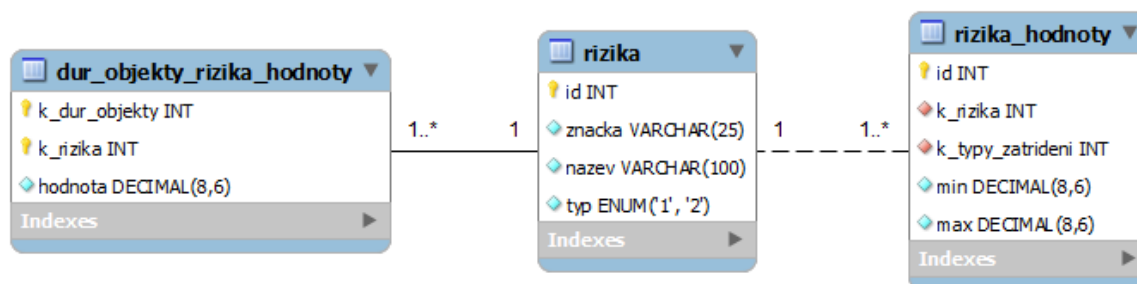 dur_objekty_rizika_hodnoty
k_dur_objekty INT
k_rizika INT
hodnota DECIMAL(8,6)
Indexes
1..*
1
rizika
id INT
znacka VARCHAR(25)
nazev VARCHAR(100)
typ ENUM('1', '2')
Indexes
1
1..*
rizika_hodnoty
id INT
k_rizika INT
k_typy_zatrideni INT
min DECIMAL(8,6)
max DECIMAL(8,6)
Indexes